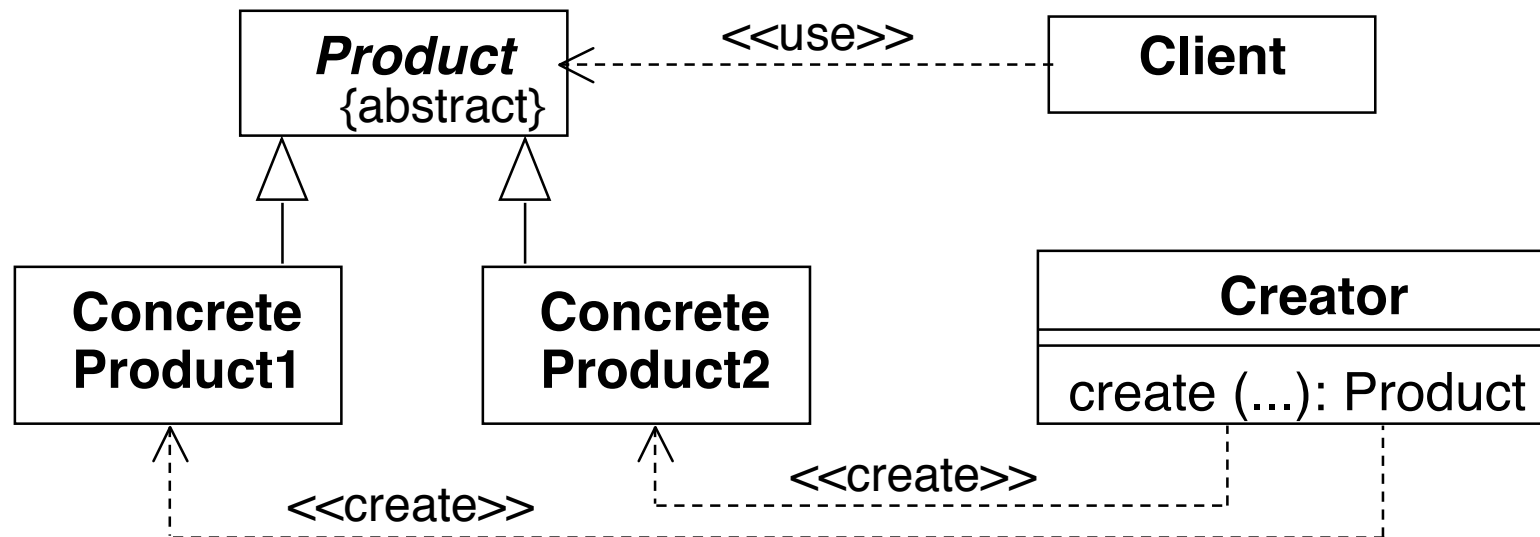 Product
{abstract}
<<use>>
Client
Concrete
Product1
Concrete
Product2
Creator
create (...): Product
<<create>>
<<create>>